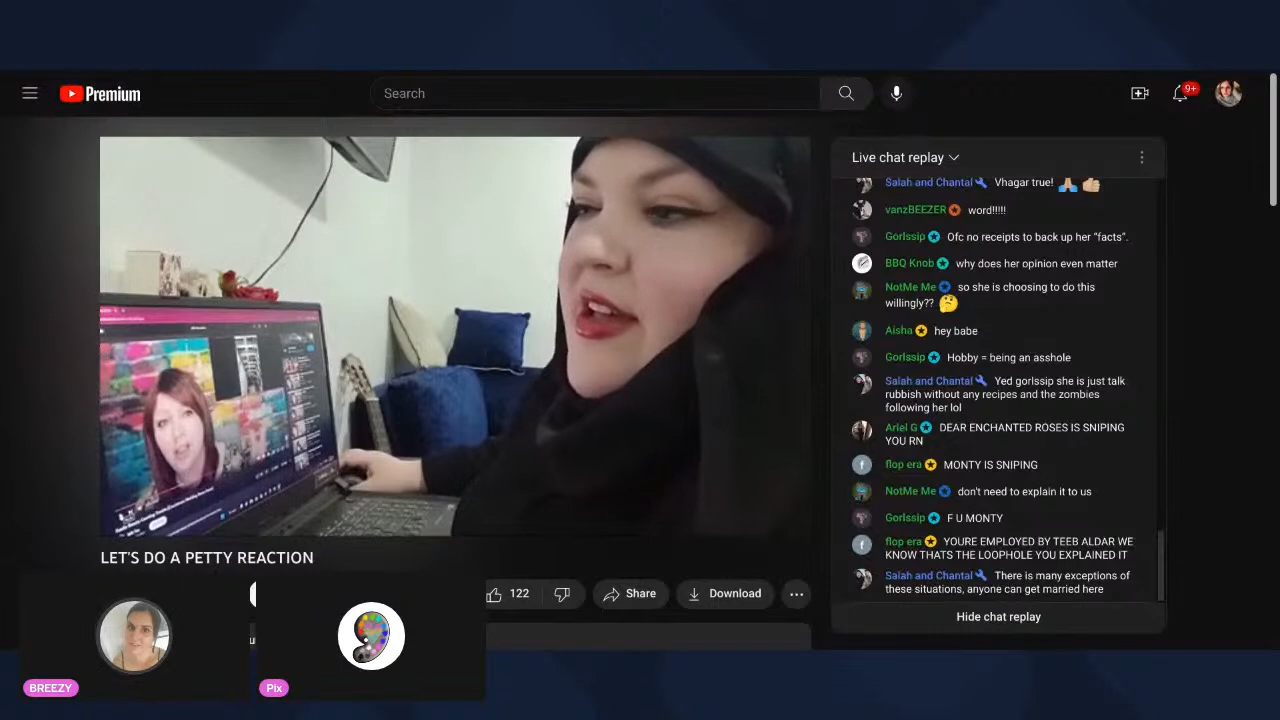 Premium
Search
9+
Live chat replay
Salah and Chantal Vhagar true!
vanzBEEZER word!!!!!
Gorlssip Ofc no receipts to back up her "facts".
BBQ Knob why does her opinion even matter
NotMe Me so she is choosing to do this
willingly??
Aisha hey babe
Gorlssip Hobby = being an asshole
Salah and Chantal Yed gorlssip she is just talk
rubbish without any recipes and the zombies
following her lol
Ariel G DEAR ENCHANTED ROSES IS SNIPING
YOU RN
flop era MONTY IS SNIPING
NotMe Me don't need to explain it to us
Gorlssip F U MONTY
flop era YOURE EMPLOYED BY TEEB ALDAR WE
KNOW THATS THE LOOPHOLE YOU EXPLAINED IT
Salah and Chantal There is many exceptions of
these situations, anyone can get married here
Hide chat replay
LET'S DO A PETTY REACTION
122
Share
Download
BREEZY
Pix